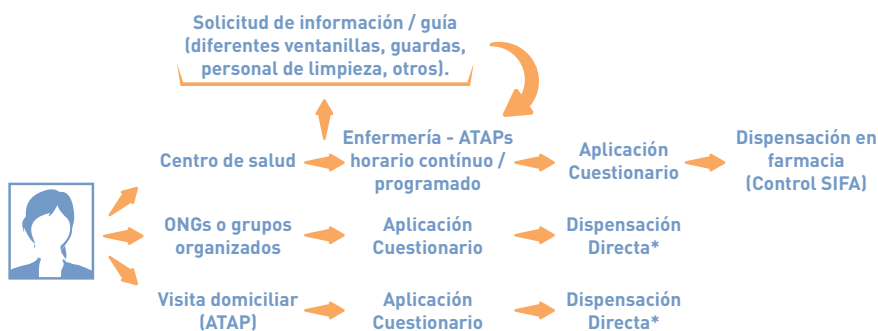 Solicitud de información / guía
(diferentes ventanillas, guardas,
personal de limpieza, otros).
Centro de salud
Enfermería - ATAPs
horario contínuo /
programado
Aplicación
Cuestionario
Dispensación en
farmacia
(Control SIFA)
ONGs o grupos
organizados
Aplicación
Cuestionario
Dispensación
Directa*
Visita domiciliar
(ATAP)
Aplicación
Cuestionario
Dispensación
Directa*